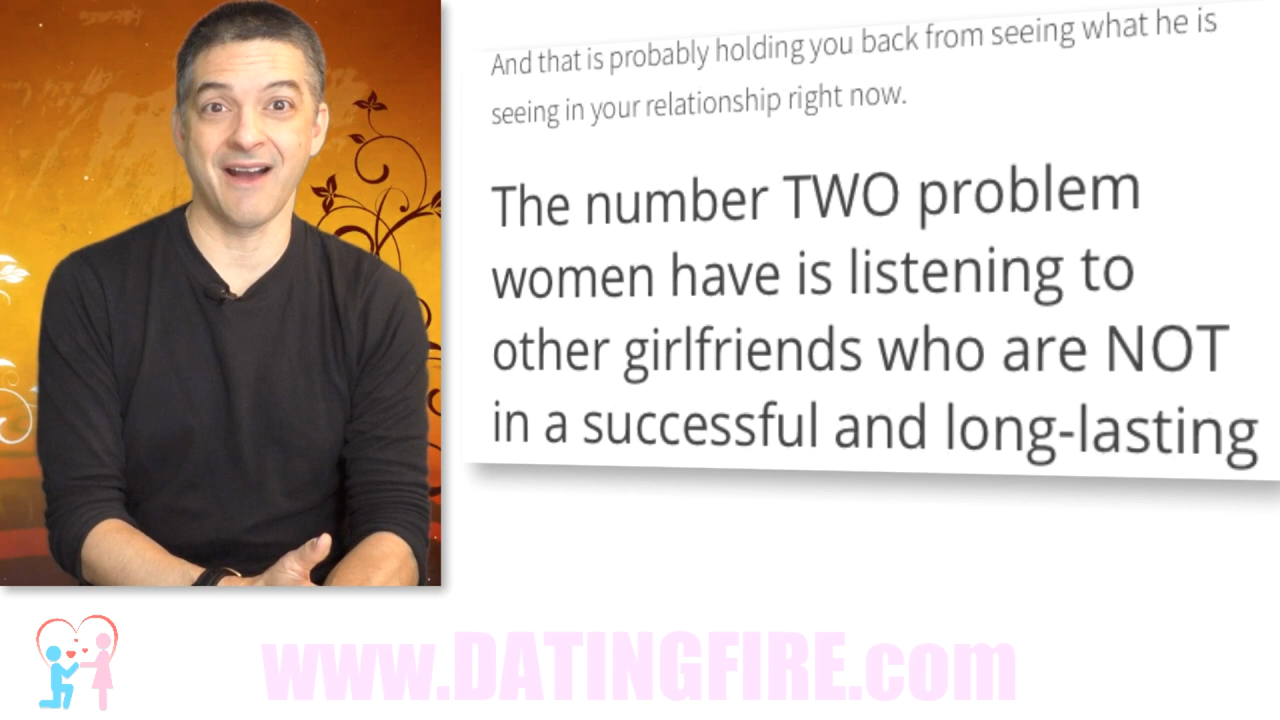 And that is probably holding you back from seeing what he is
seeing in your relationship right now.
The number TWO problem
women have is listening to
other girlfriends who are NOT
in a successful and long-lasting
www.DATINGFIRE.com